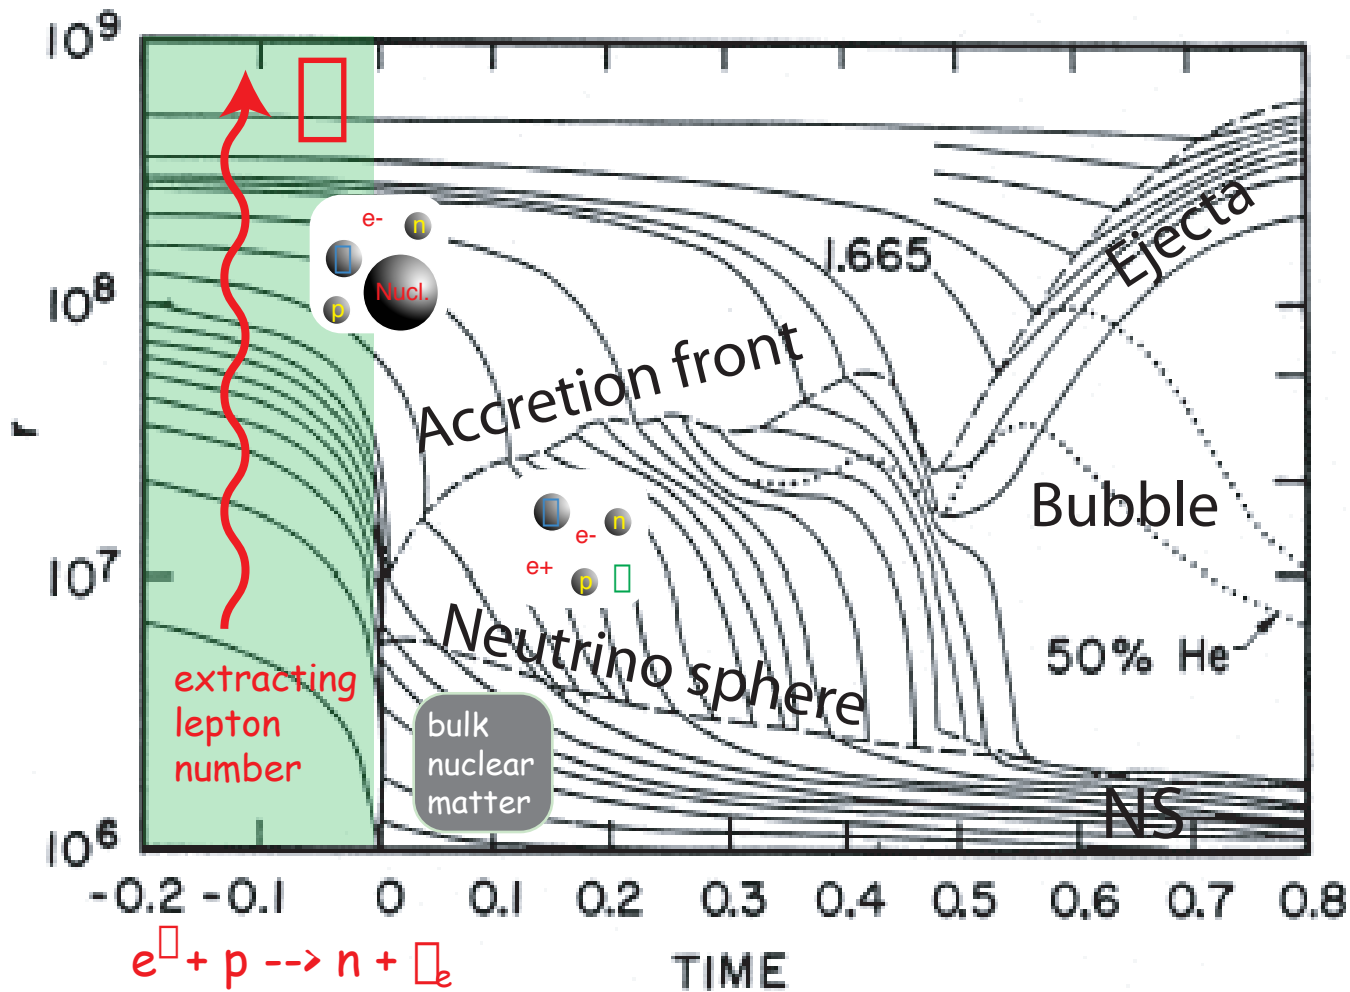 10⁹
10⁸
10⁷
10⁶
r
e-
n
p
Nucl.
1.665
Ejecta
Accretion front
n
e-
e+
p
Bubble
Neutrino sphere
50% He
extracting
lepton
number
bulk
nuclear
matter
NS
-0.2 -0.1 0 0.1 0.2 0.3 0.4 0.5 0.6 0.7 0.8
e□ + p --> n + □e
TIME